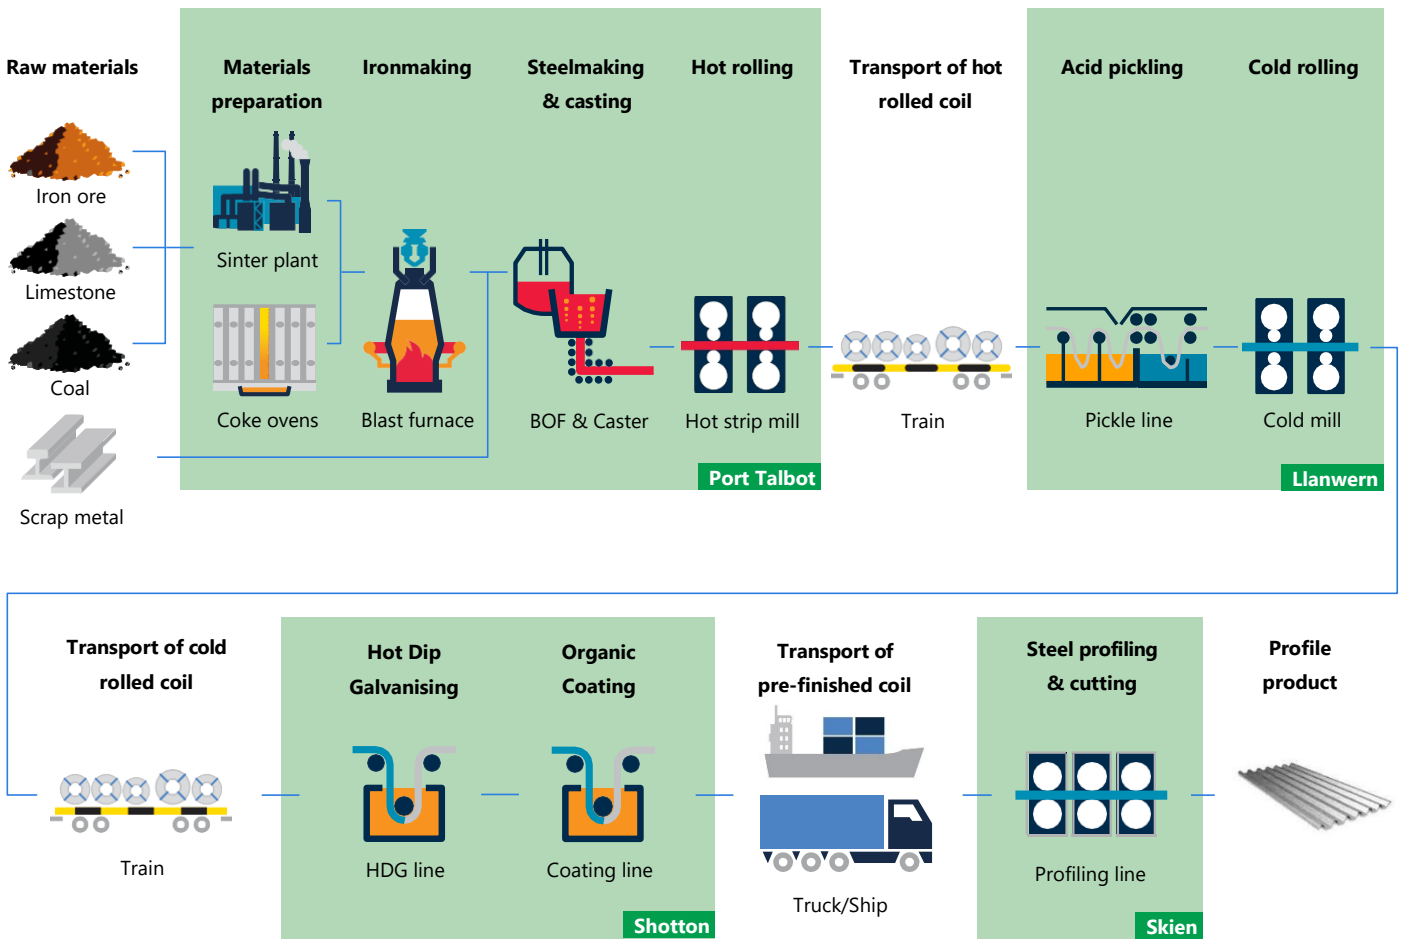 Raw materials
Iron ore
Limestone
Coal
Scrap metal
Materials
preparation
Sinter plant
Coke ovens
Ironmaking
Blast furnace
Steelmaking
& casting
BOF & Caster
Hot rolling
Hot strip mill
Port Talbot
Transport of hot
rolled coil
Train
Acid pickling
Pickle line
Cold rolling
Cold mill
Llanwern
Transport of cold
rolled coil
Train
Hot Dip
Galvanising
HDG line
Organic
Coating
Coating line
Shotton
Transport of
pre-finished coil
Truck/Ship
Steel profiling
& cutting
Profiling line
Skien
Profile
product